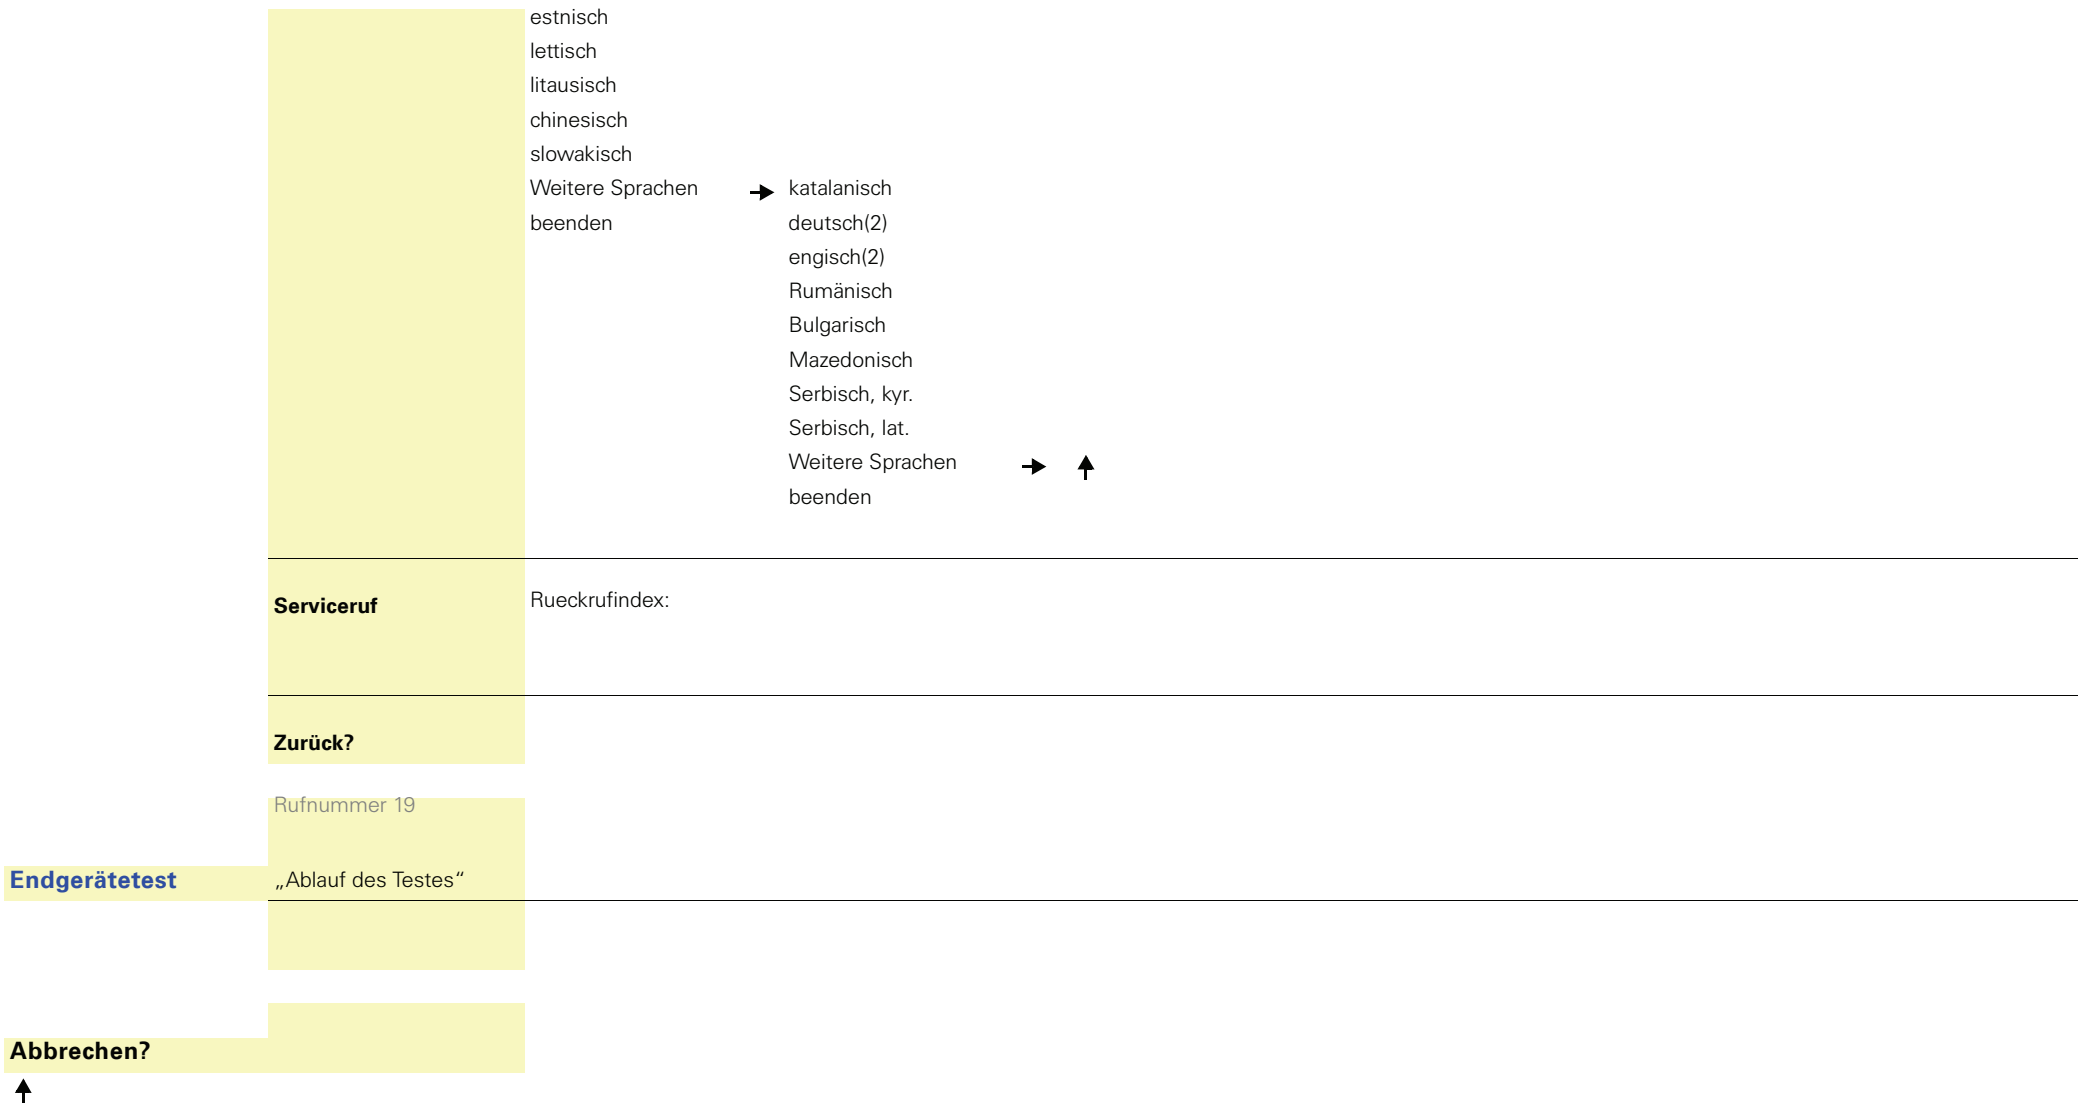 estnisch
lettisch
litausisch
chinesisch
slowakisch
Weitere Sprachen
beenden
katalanisch
deutsch(2)
engisch(2)
Rumänisch
Bulgarisch
Mazedonisch
Serbisch, kyr.
Serbisch, lat.
Weitere Sprachen
beenden
Serviceruf
Rueckrufindex:
Zurück?
Rufnummer 19
Endgerätetest
„Ablauf des Testes“
Abbrechen?